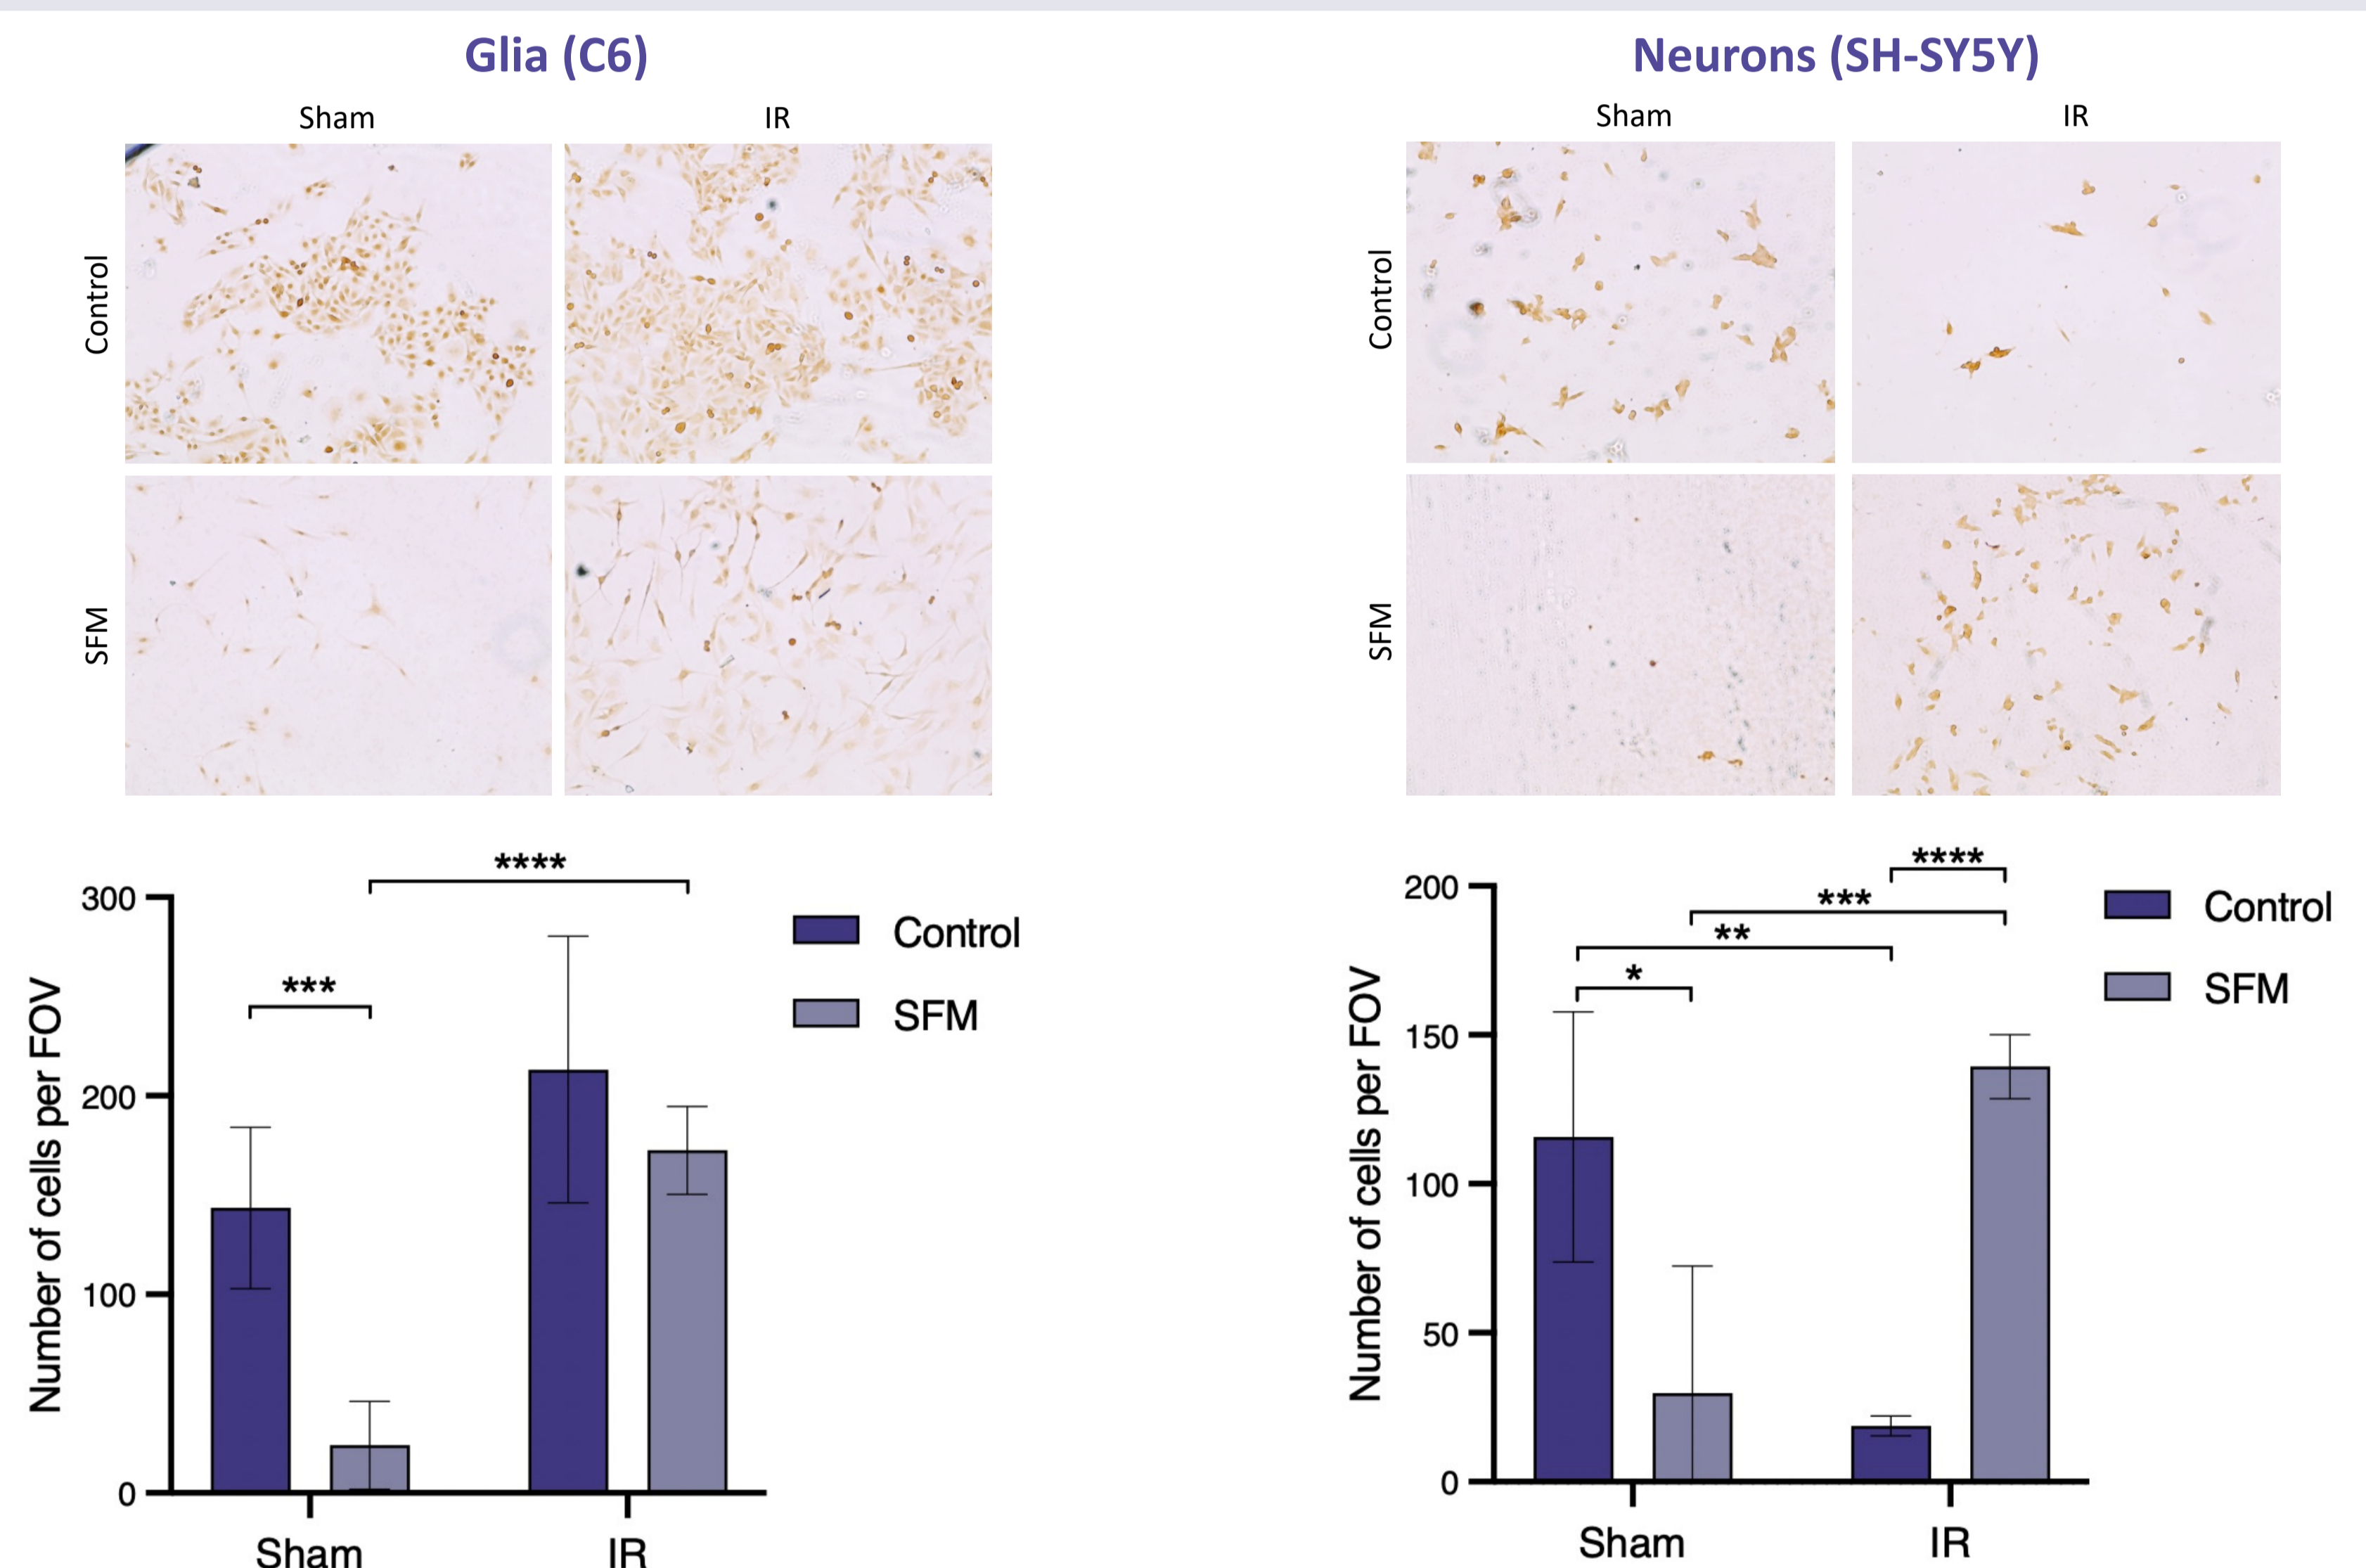 Glia (C6)
Sham
IR
Control
SFM
****
***
300
200
100
0
Number of cells per FOV
Sham
IR
Control
SFM
Neurons (SH-SY5Y)
Sham
IR
Control
SFM
****
***
**
*
200
150
100
50
0
Number of cells per FOV
Sham
IR
Control
SFM